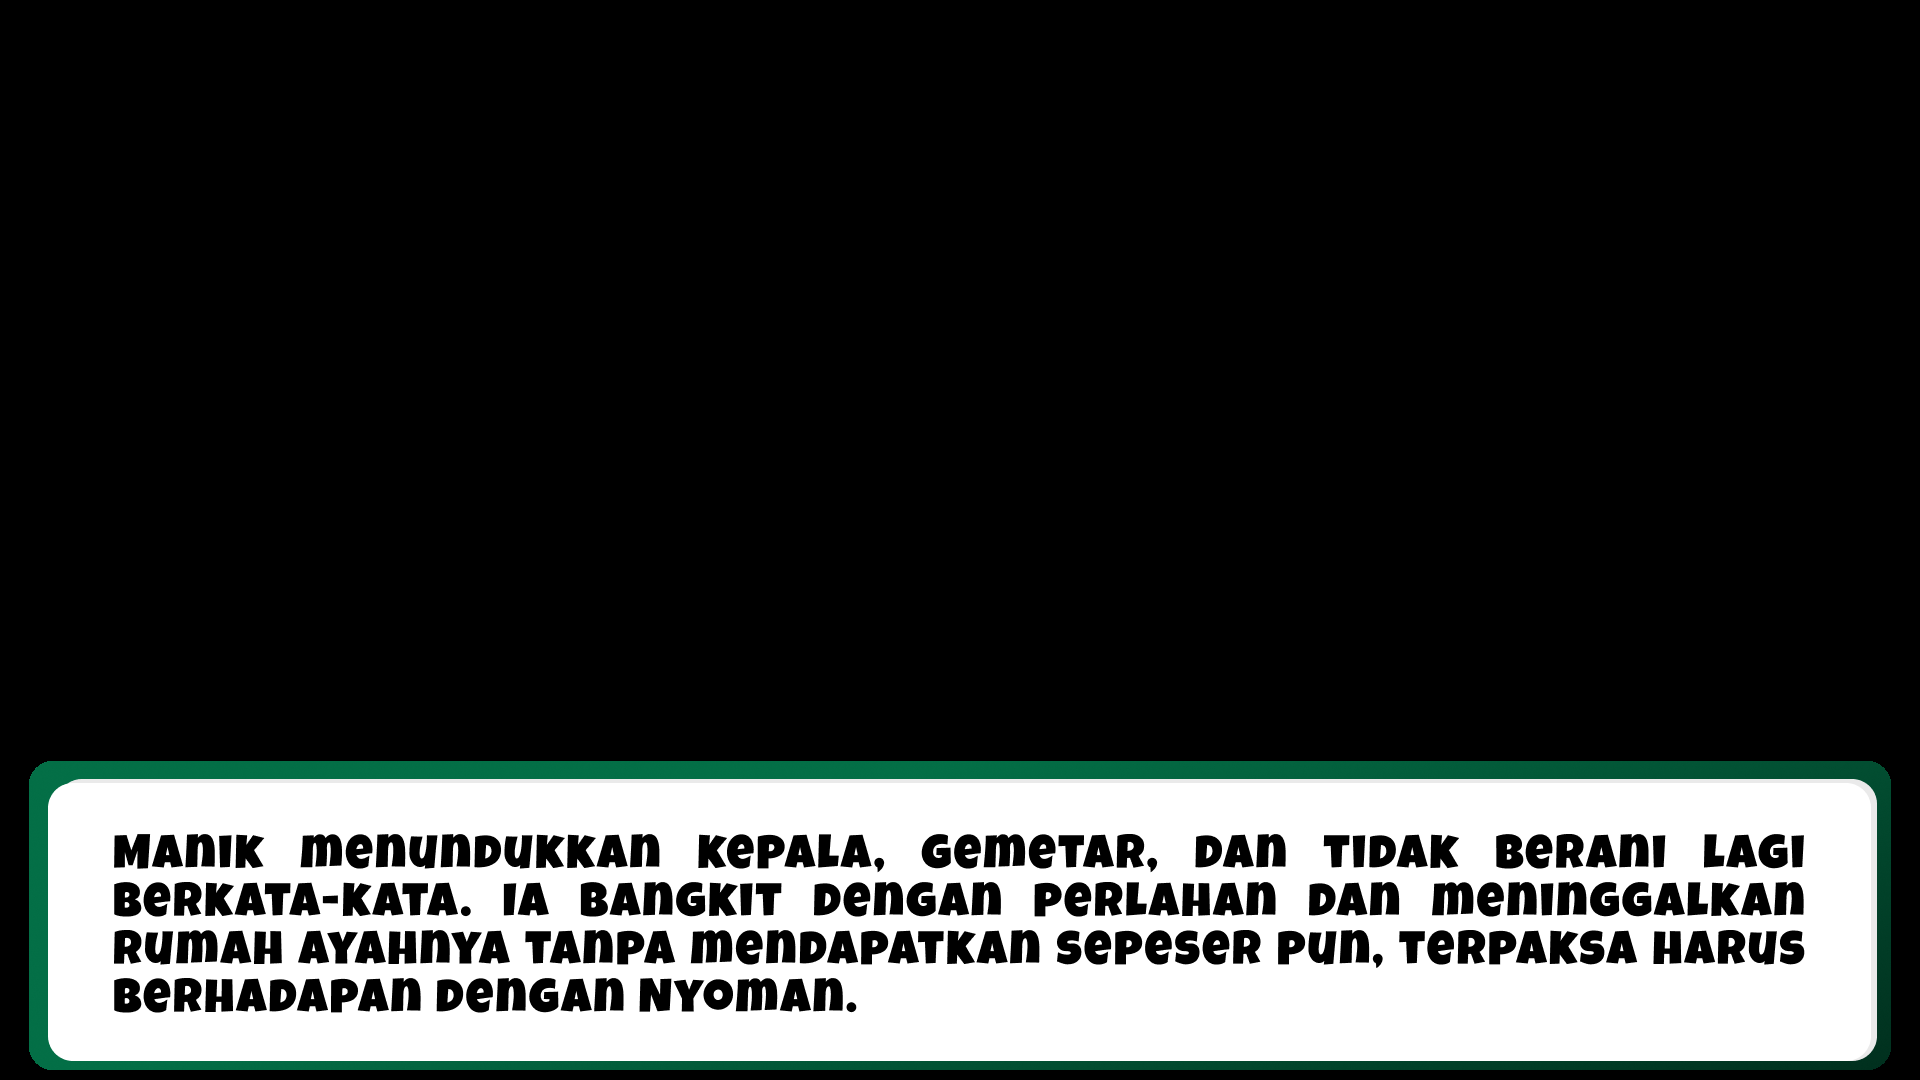 Manik menundukkan kepala, gemetar, dan tidak berani lagi
berkata-kata. Ia bangkit dengan perlahan dan meninggalkan
rumah ayahnya tanpa mendapatkan sepeser pun, terpaksa harus
berhadapan dengan Nyoman.